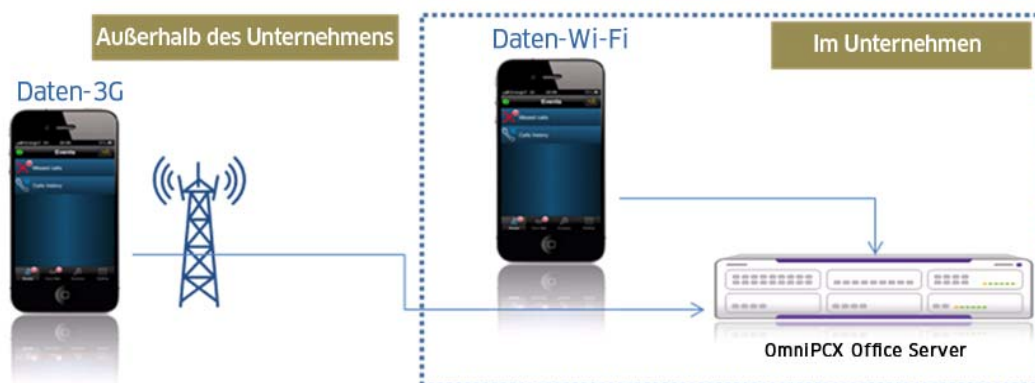 Außerhalb des Unternehmens
Daten-Wi-Fi
Im Unternehmen
Daten-3G
Events
Missed calls
Calls history
Events
Missed calls
Calls history
OmniPCX Office Server